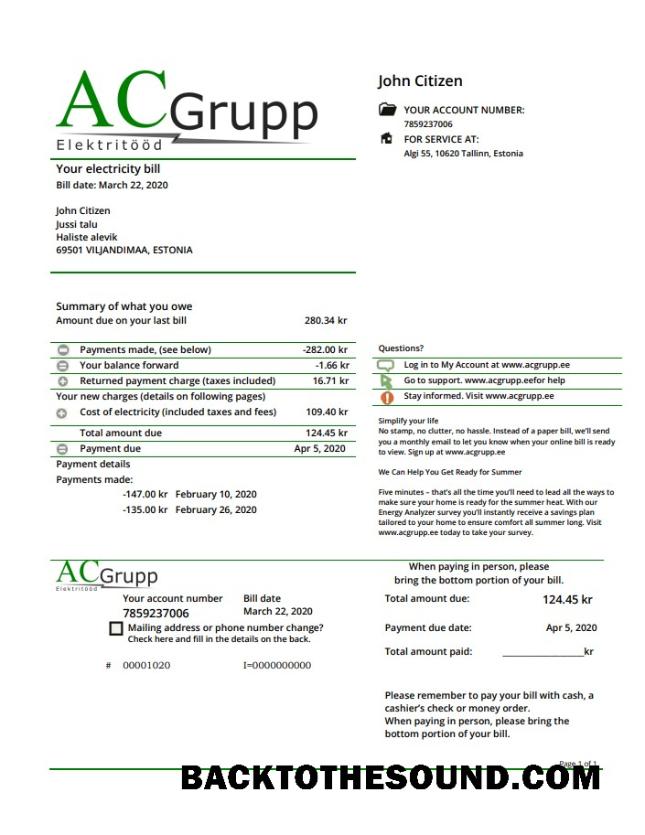 ACGrupp
Elektritööd
John Citizen
YOUR ACCOUNT NUMBER:
7859237006
FOR SERVICE AT:
Algi 55, 10620 Tallinn, Estonia
Your electricity bill
Bill date: March 22, 2020
John Citizen
Jussi talu
Haliste alevik
69501 VILJANDIMAA, ESTONIA
Summary of what you owe
Amount due on your last bill 280.34 kr
Payments made, (see below) -282.00 kr
Your balance forward -1.66 kr
Returned payment charge (taxes included) 16.71 kr
Your new charges (details on following pages)
Cost of electricity (included taxes and fees) 109.40 kr
Total amount due 124.45 kr
Payment due Apr 5, 2020
Payment details
Payments made:
-147.00 kr February 10, 2020
-135.00 kr February 26, 2020
Questions?
Log in to My Account at www.acgrupp.ee
Go to support. www.acgrupp.eefor help
Stay informed. Visit www.acgrupp.ee
Simplify your life
No stamp, no clutter, no hassle. Instead of a paper bill, we'll send
you a monthly email to let you know when your online bill is ready
to view. Sign up at www.acgrupp.ee
We Can Help You Get Ready for Summer
Five minutes – that's all the time you'll need to lead all the ways to
make sure your home is ready for the summer heat. With our
Energy Analyzer survey you'll instantly receive a savings plan
tailored to your home to ensure comfort all summer long. Visit
www.acgrupp.ee today to take your survey.
ACGrupp
Elektritööd
Your account number Bill date
7859237006 March 22, 2020
Mailing address or phone number change?
Check here and fill in the details on the back.
# 00001020 I=0000000000
When paying in person, please
bring the bottom portion of your bill.
Total amount due: 124.45 kr
Payment due date: Apr 5, 2020
Total amount paid: ________________kr
Please remember to pay your bill with cash, a
cashier's check or money order.
When paying in person, please bring the
bottom portion of your bill.
Page 1 of 1
BACKTOTHESOUND.COM